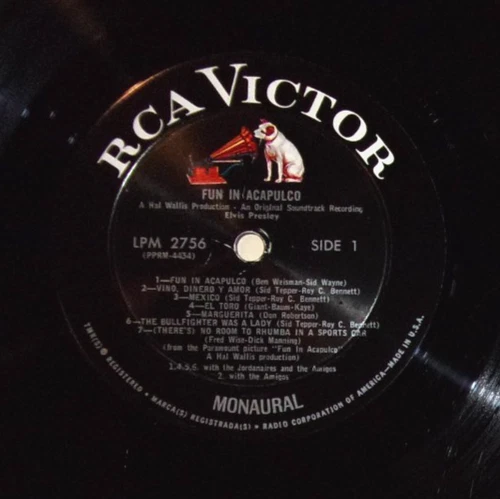 RCA VICTOR
FUN IN ACAPULCO
A Hal Wallis Production - An Original Soundtrack Recording
Elvis Presley
LPM 2756
(PPRM-4434)
SIDE 1
1—FUN IN ACAPULCO (Ben Weisman-Sid Wayne)
2—VINO, DINERO Y AMOR (Sid Tepper-Roy C. Bennett)
3—MEXICO (Sid Tepper-Roy C. Bennett)
4—EL TORO (Giant-Baum-Kaye)
5—MARGUERITA (Don Robertson)
6—THE BULLFIGHTER WAS A LADY (Sid Tepper-Roy C. Bennett)
7—(THERE'S) NO ROOM TO RHUMBA IN A SPORTS CAR
(Fred Wise-Dick Manning)
(from the Paramount picture "Fun In Acapulco"
A Hal Wallis production)
1,4,5,6. with the Jordanaires and the Amigos
2. with the Amigos
MONAURAL
TMK(S) ® REGISTERED • MARCA(S) REGISTRADA(S) • RADIO CORPORATION OF AMERICA—MADE IN U.S.A.